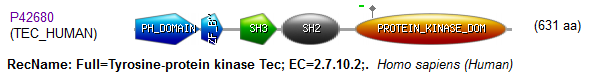 P42680
(TEC_HUMAN)
PH_DOMAIN ZF_BTK SH3 SH2 PROTEIN_KINASE_DOM (631 aa)
RecName: Full=Tyrosine-protein kinase Tec; EC=2.7.10.2;. Homo sapiens (Human)